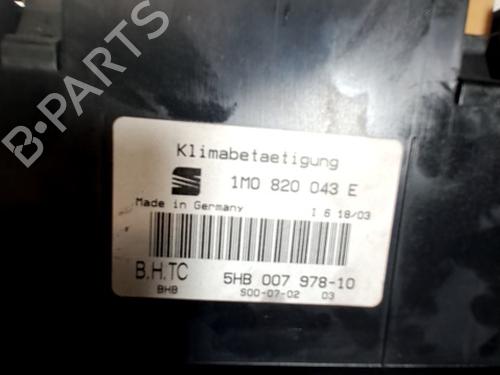 Klimabetaetigung
1M0 820 043 E
Made in Germany I 6 18/03
B.H.TC 5HB 007 978-10
BHB S00-07-02 03
B-PARTS